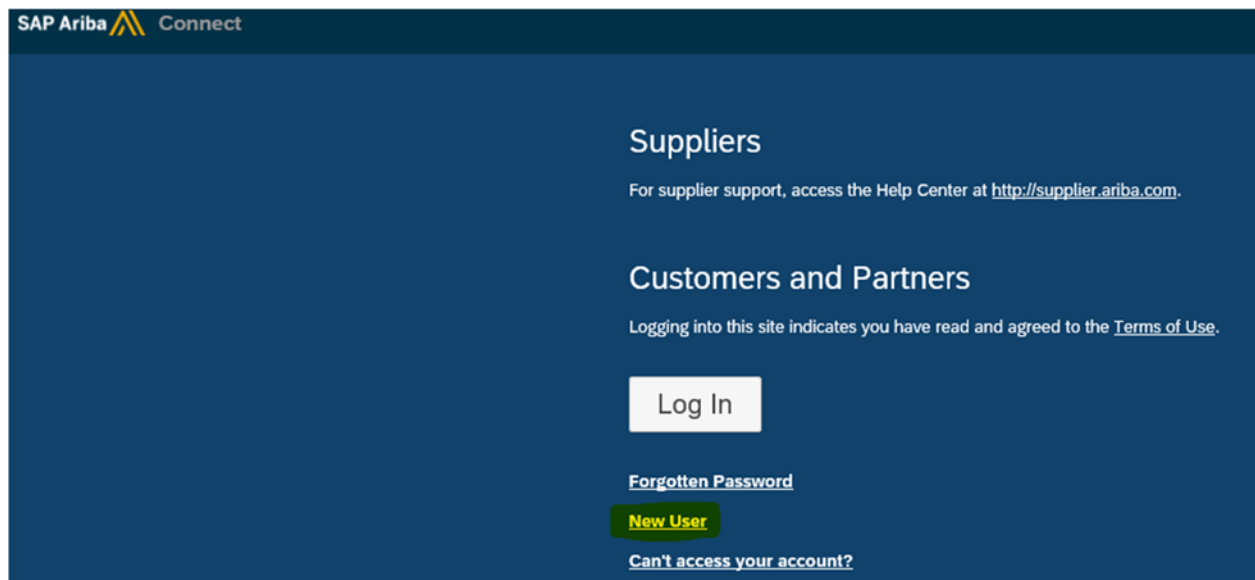 SAP Ariba Connect
Suppliers
For supplier support, access the Help Center at http://supplier.ariba.com.
Customers and Partners
Logging into this site indicates you have read and agreed to the Terms of Use.
Log In
Forgotten Password
New User
Can't access your account?